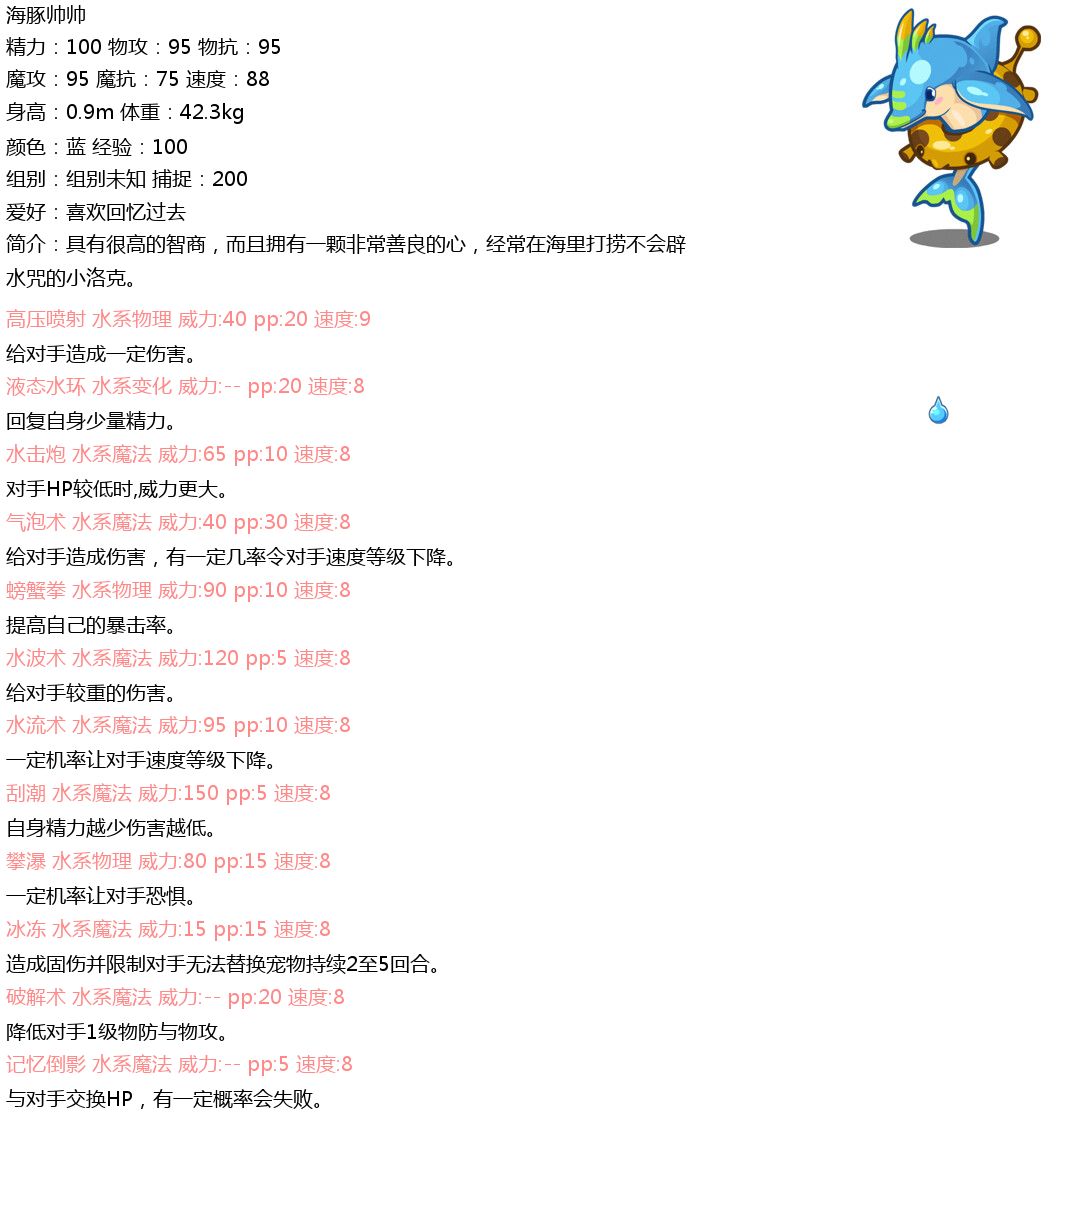 海豚帅帅
精力：100 物攻：95 物抗：95
魔攻：95 魔抗：75 速度：88
身高：0.9m 体重：42.3kg
颜色：蓝 经验：100
组别：组别未知 捕捉：200
爱好：喜欢回忆过去
简介：具有很高的智商，而且拥有一颗非常善良的心，经常在海里打捞不会辟
水咒的小洛克。
高压喷射 水系物理 威力:40 pp:20 速度:9
给对手造成一定伤害。
液态水环 水系变化 威力:-- pp:20 速度:8
回复自身少量精力。
水击炮 水系魔法 威力:65 pp:10 速度:8
对手HP较低时,威力更大。
气泡术 水系魔法 威力:40 pp:30 速度:8
给对手造成伤害，有一定几率令对手速度等级下降。
螃蟹拳 水系物理 威力:90 pp:10 速度:8
提高自己的暴击率。
水波术 水系魔法 威力:120 pp:5 速度:8
给对手较重的伤害。
水流术 水系魔法 威力:95 pp:10 速度:8
一定机率让对手速度等级下降。
刮潮 水系魔法 威力:150 pp:5 速度:8
自身精力越少伤害越低。
攀瀑 水系物理 威力:80 pp:15 速度:8
一定机率让对手恐惧。
冰冻 水系魔法 威力:15 pp:15 速度:8
造成固伤并限制对手无法替换宠物持续2至5回合。
破解术 水系魔法 威力:-- pp:20 速度:8
降低对手1级物防与物攻。
记忆倒影 水系魔法 威力:-- pp:5 速度:8
与对手交换HP，有一定概率会失败。